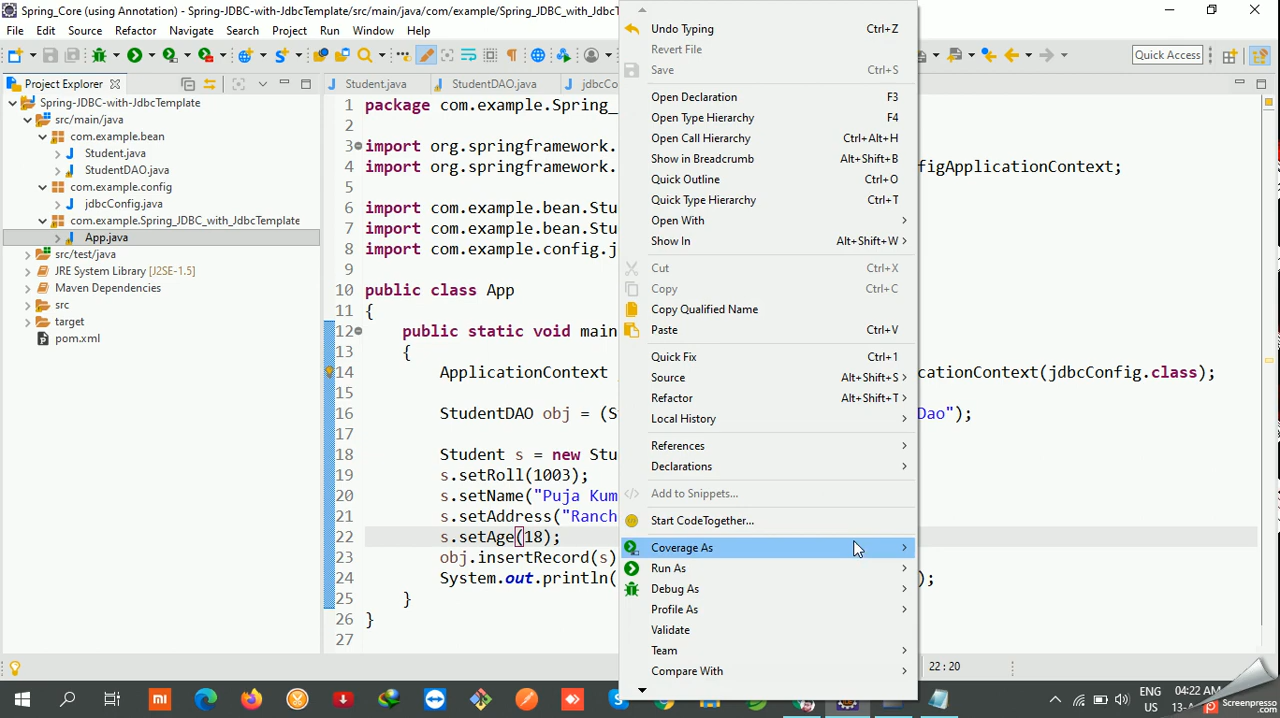 Spring_Core (using Annotation) - Spring-JDBC-with-JdbcTemplate/src/main/java/com/example/Spring_JDBC_with_JdbcT
File Edit Source Refactor Navigate Search Project Run Window Help
Quick Access
Project Explorer
Spring-JDBC-with-JdbcTemplate
src/main/java
com.example.bean
Student.java
StudentDAO.java
com.example.config
jdbcConfig.java
com.example.Spring_JDBC_with_JdbcTemplate
App.java
src/test/java
JRE System Library [J2SE-1.5]
Maven Dependencies
src
target
pom.xml
Student.java StudentDAO.java jdbcCo
1 package com.example.Spring_
2
3 import org.springframework.
4 import org.springframework. figApplicationContext;
5
6 import com.example.bean.Stu
7 import com.example.bean.Stu
8 import com.example.config.j
9
10 public class App
11 {
12 public static void main
13 {
14 ApplicationContext cationContext(jdbcConfig.class);
15
16 StudentDAO obj = (S Dao");
17
18 Student s = new Stu
19 s.setRoll(1003);
20 s.setName("Puja Kum
21 s.setAddress("Ranch
22 s.setAge(18);
23 obj.insertRecord(s)
24 System.out.println( );
25 }
26 }
27
Undo Typing Ctrl+Z
Revert File
Save Ctrl+S
Open Declaration F3
Open Type Hierarchy F4
Open Call Hierarchy Ctrl+Alt+H
Show in Breadcrumb Alt+Shift+B
Quick Outline Ctrl+O
Quick Type Hierarchy Ctrl+T
Open With
Show In Alt+Shift+W
Cut Ctrl+X
Copy Ctrl+C
Copy Qualified Name
Paste Ctrl+V
Quick Fix Ctrl+1
Source Alt+Shift+S
Refactor Alt+Shift+T
Local History
References
Declarations
Add to Snippets...
Start CodeTogether...
Coverage As
Run As
Debug As
Profile As
Validate
Team
Compare With
22 : 20
ENG
US
04:22 AM
13-A
Screenpresso
.com